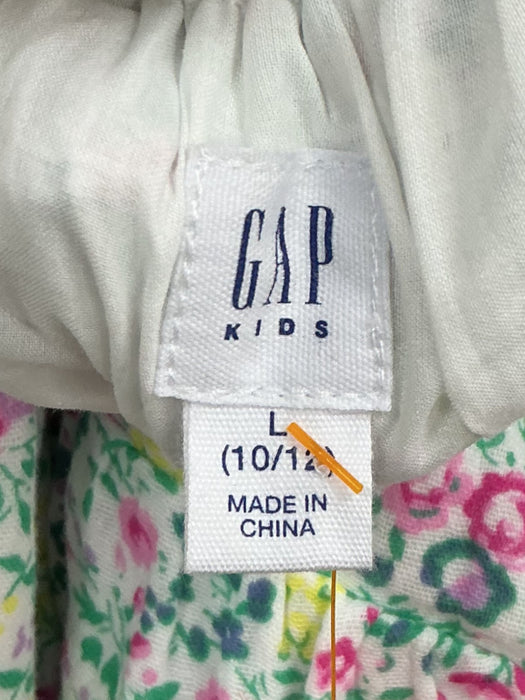 GAP
KIDS
L
(10/12)
MADE IN
CHINA